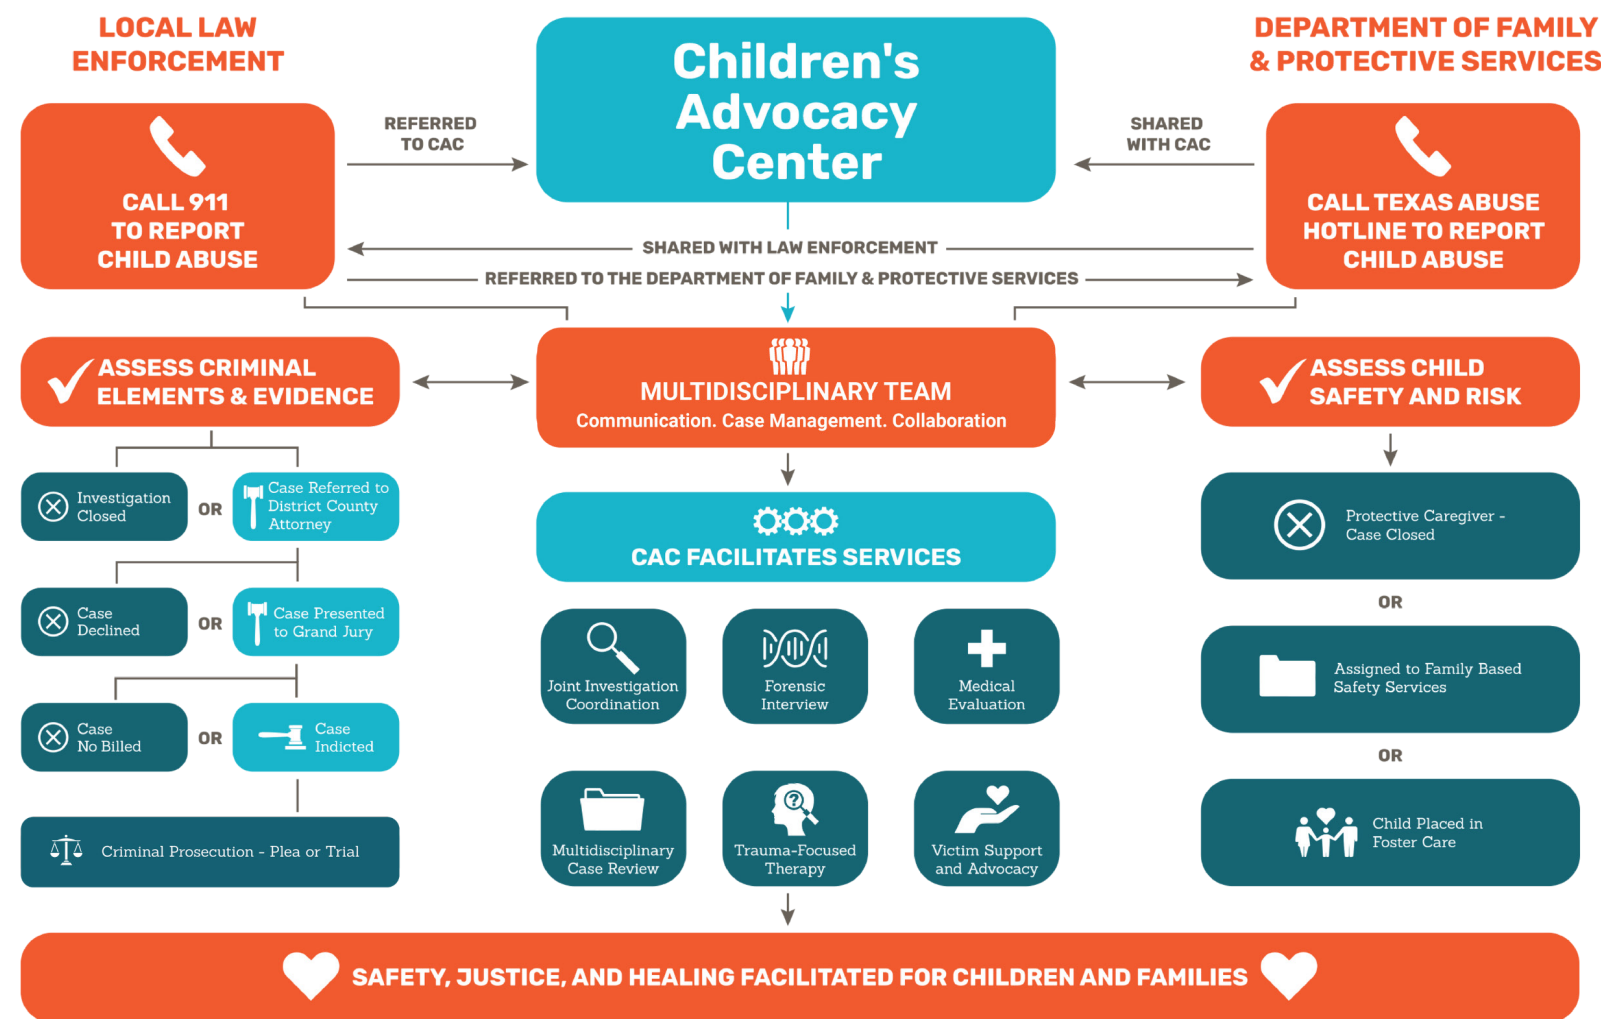 LOCAL LAW
ENFORCEMENT
Children's
Advocacy
Center
DEPARTMENT OF FAMILY
& PROTECTIVE SERVICES
CALL 911
TO REPORT
CHILD ABUSE
REFERRED
TO CAC
SHARED
WITH CAC
CALL TEXAS ABUSE
HOTLINE TO REPORT
CHILD ABUSE
SHARED WITH LAW ENFORCEMENT
REFERRED TO THE DEPARTMENT OF FAMILY & PROTECTIVE SERVICES
ASSESS CRIMINAL
ELEMENTS & EVIDENCE
MULTIDISCIPLINARY TEAM
Communication. Case Management. Collaboration
ASSESS CHILD
SAFETY AND RISK
Investigation
Closed
OR
Case Referred to
District County
Attorney
Case
Declined
OR
Case Presented
to Grand Jury
Case
No Billed
OR
Case
Indicted
Criminal Prosecution - Plea or Trial
CAC FACILITATES SERVICES
Joint Investigation
Coordination
Forensic
Interview
Medical
Evaluation
Multidisciplinary
Case Review
Trauma-Focused
Therapy
Victim Support
and Advocacy
Protective Caregiver -
Case Closed
OR
Assigned to Family Based
Safety Services
OR
Child Placed in
Foster Care
SAFETY, JUSTICE, AND HEALING FACILITATED FOR CHILDREN AND FAMILIES